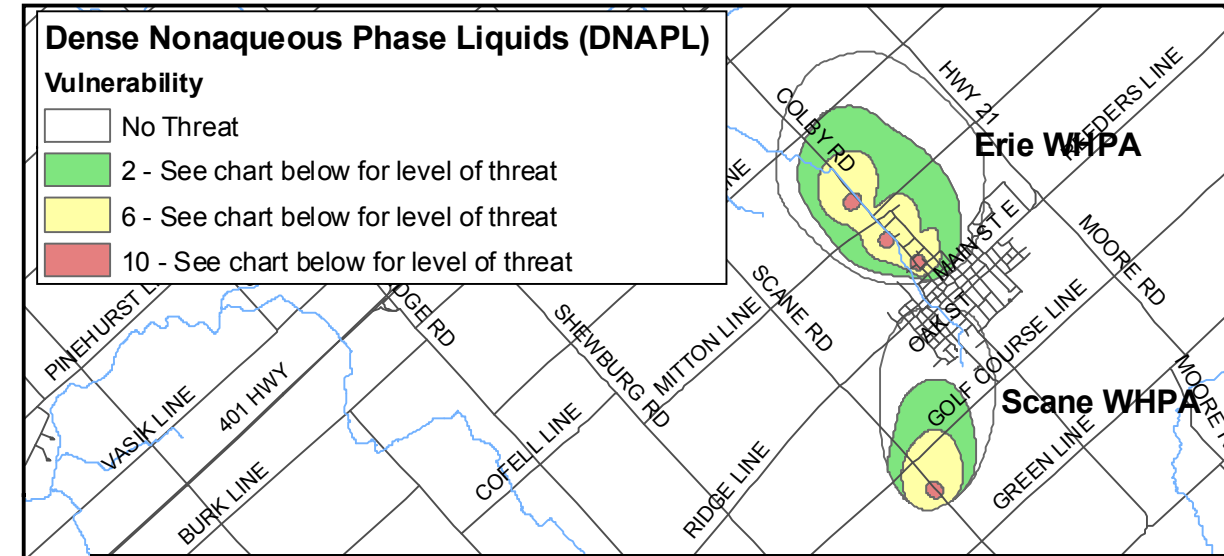 Dense Nonaqueous Phase Liquids (DNAPL)
Vulnerability
No Threat
2 - See chart below for level of threat
6 - See chart below for level of threat
10 - See chart below for level of threat
HWY 21
COLBY RD
Erie WHPA
MAIN ST E
MOORE RD
SCANE RD
OAK ST
PINEHURST
SHEWBURG RD
MITTON LINE
GOLF COURSE LINE
MOORE
401 HWY
VASIK LINE
COFELL LINE
Scane WHPA
BURK LINE
RIDGE LINE
GREEN LINE